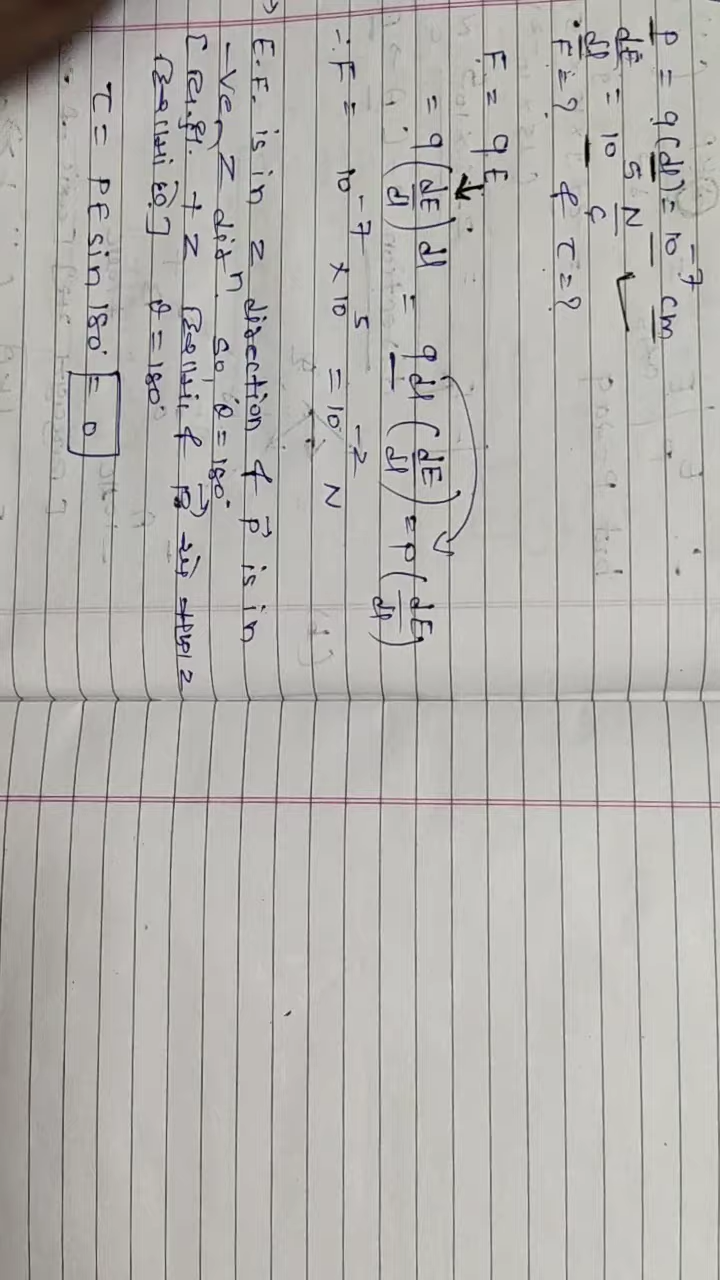 p = q(dl) = 10⁻⁷ cm
dE/dl = 10⁵ N/C
F = ? & τ = ?
F = qE
= q(dE/dl) dl = q dl (dE/dl) = p(dE/dl)
∴ F = 10⁻⁷ × 10⁵ = 10⁻² N
E.F. is in z direction & p⃗ is in
-ve z dirⁿ. so, θ = 180°
+z દિશામાં & p⃗
દિશામાં છે.] θ = 180°
τ = PE sin 180° = 0